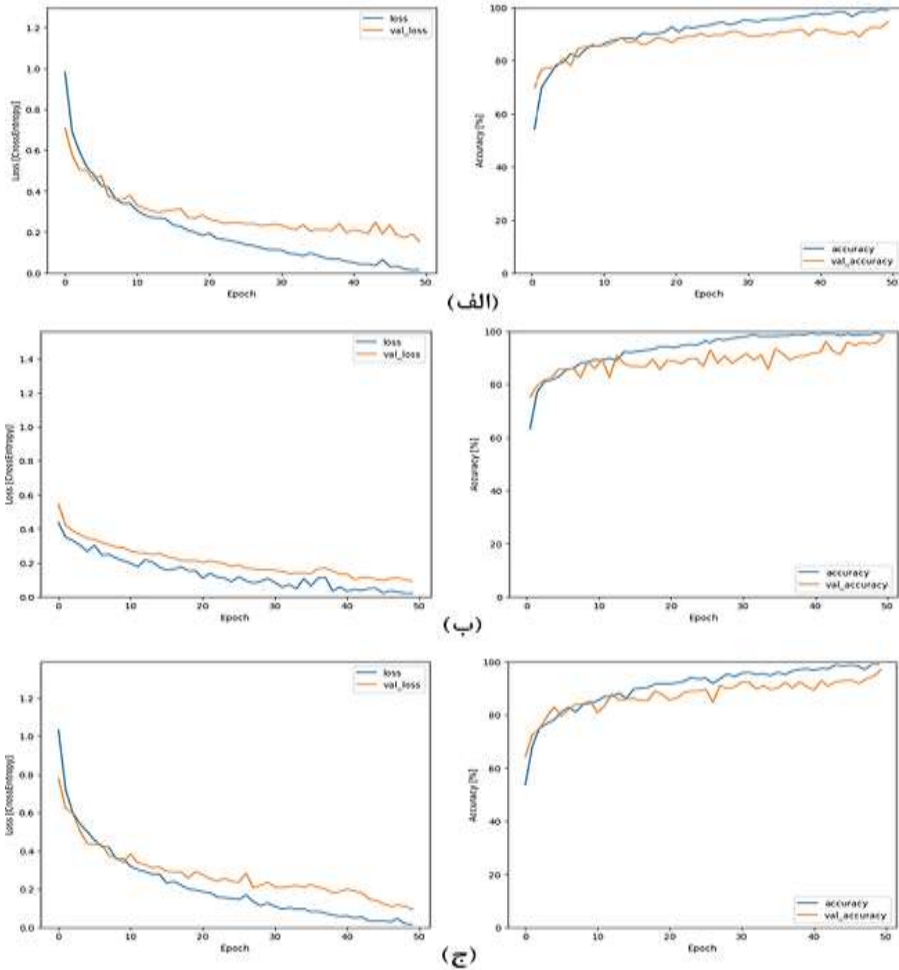 loss
val_loss
Loss [CrossEntropy]
1.2
1.0
0.8
0.6
0.4
0.2
0.0
0 10 20 30 40 50
Epoch
100
80
60
40
20
0
Accuracy [%]
accuracy
val_accuracy
0 10 20 30 40 50
Epoch
(الف)
loss
val_loss
Loss [CrossEntropy]
1.4
1.2
1.0
0.8
0.6
0.4
0.2
0.0
0 10 20 30 40 50
Epoch
100
80
60
40
20
0
Accuracy [%]
accuracy
val_accuracy
0 10 20 30 40 50
Epoch
(ب)
loss
val_loss
Loss [CrossEntropy]
1.2
1.0
0.8
0.6
0.4
0.2
0.0
0 10 20 30 40 50
Epoch
100
80
60
40
20
0
Accuracy [%]
accuracy
val_accuracy
0 10 20 30 40 50
Epoch
(ج)